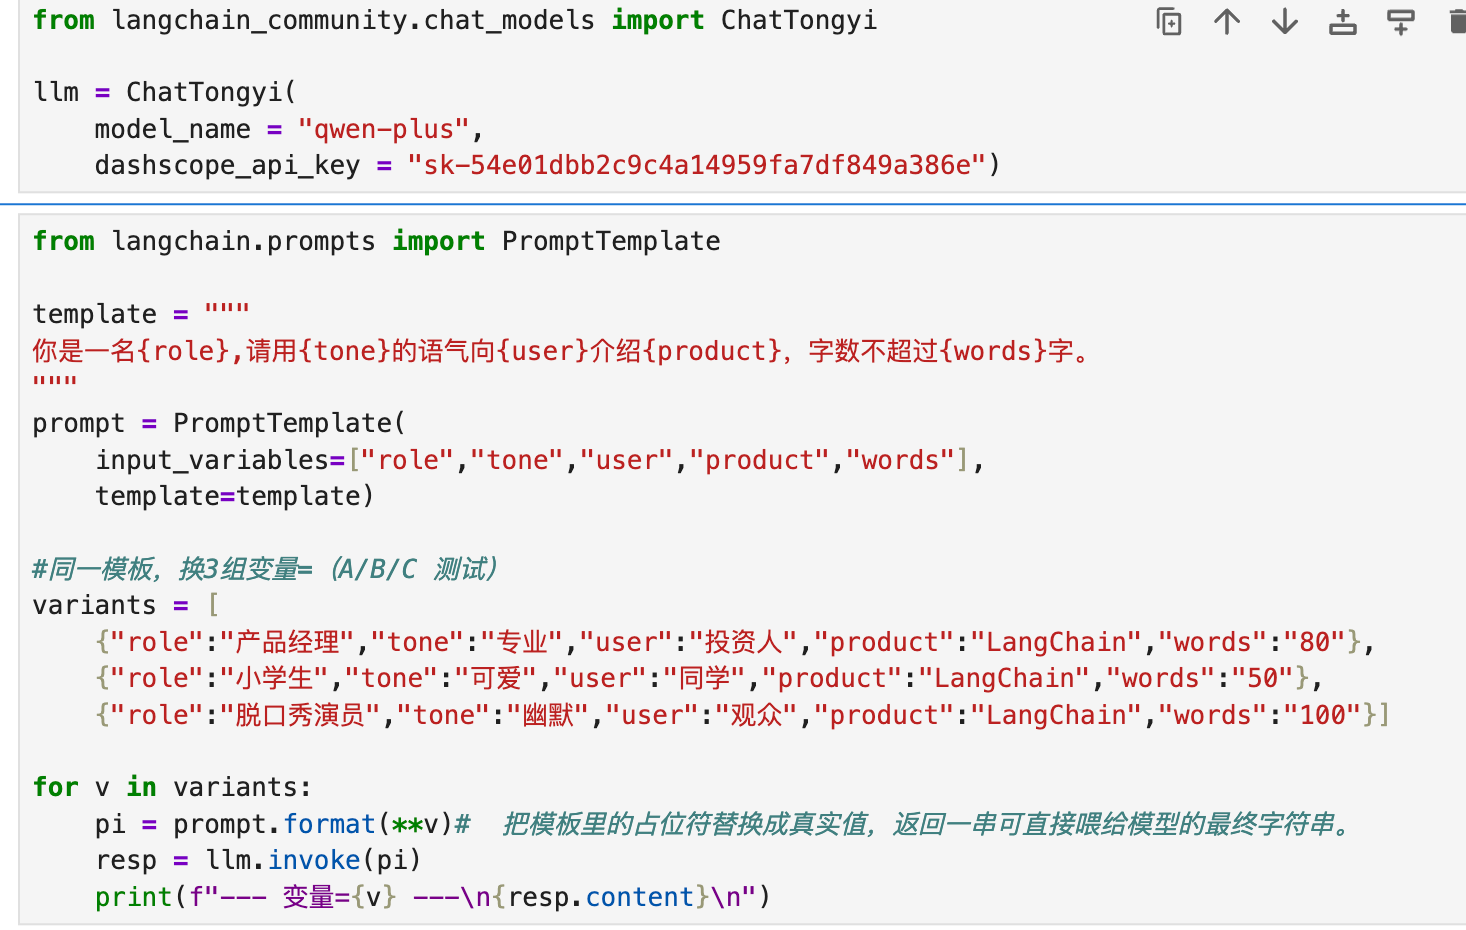 from langchain_community.chat_models import ChatTongyi
llm = ChatTongyi(
    model_name = "qwen-plus",
    dashscope_api_key = "sk-54e01dbb2c9c4a14959fa7df849a386e")
from langchain.prompts import PromptTemplate
template = """
你是一名{role},请用{tone}的语气向{user}介绍{product}，字数不超过{words}字。
"""
prompt = PromptTemplate(
    input_variables=["role","tone","user","product","words"],
    template=template)
#同一模板，换3组变量=（A/B/C 测试）
variants = [
    {"role":"产品经理","tone":"专业","user":"投资人","product":"LangChain","words":"80"},
    {"role":"小学生","tone":"可爱","user":"同学","product":"LangChain","words":"50"},
    {"role":"脱口秀演员","tone":"幽默","user":"观众","product":"LangChain","words":"100"}]
for v in variants:
    pi = prompt.format(**v)#  把模板里的占位符替换成真实值，返回一串可直接喂给模型的最终字符串。
    resp = llm.invoke(pi)
    print(f"--- 变量={v} ---\n{resp.content}\n")